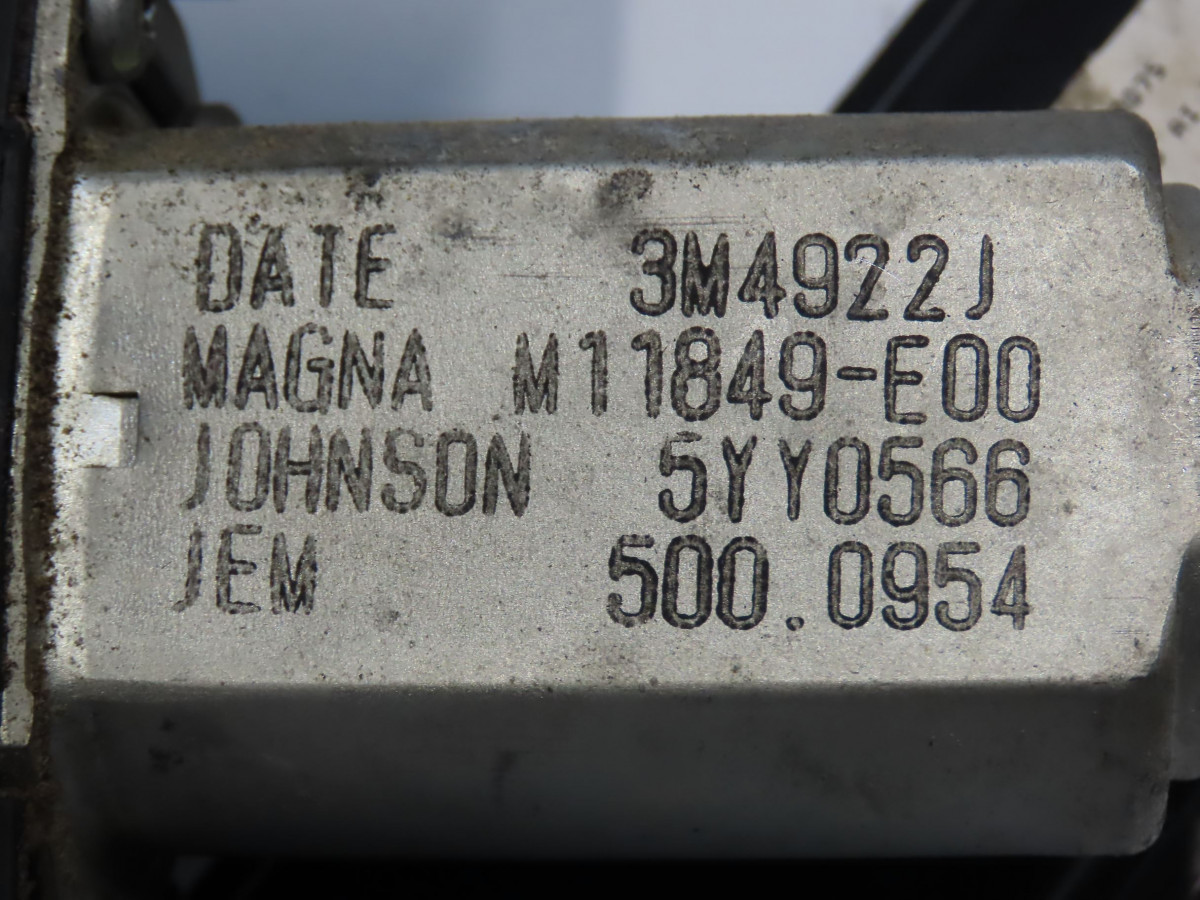 DATE 3M4922J
MAGNA M11849-E00
JOHNSON 5YY0566
JEM 500.0954